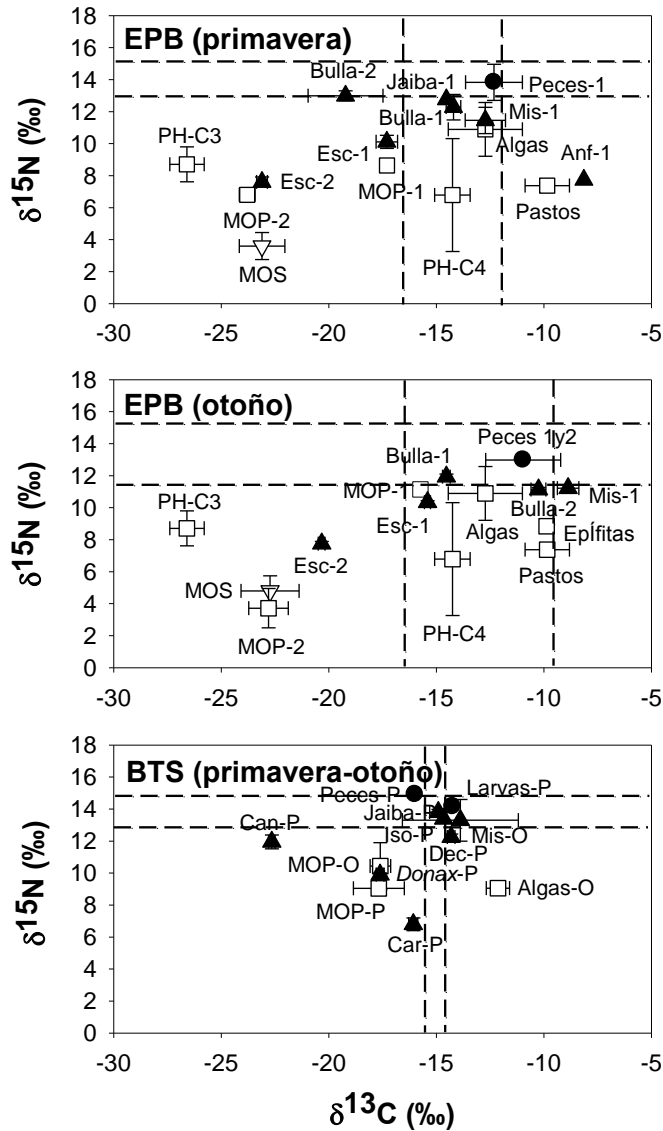 EPB (primavera)
Bulla-2
Jaiba-1
Peces-1
PH-C3
Bulla-1
Mis-1
Esc-1
Algas
Anf-1
Esc-2
MOP-1
MOP-2
Pastos
MOS
PH-C4
δ15N (‰)
18
16
14
12
10
8
6
4
2
0
-30
-25
-20
-15
-10
-5
EPB (otoño)
Peces 1y2
Bulla-1
PH-C3
MOP-1
Mis-1
Esc-1
Algas
Bulla-2
Epífitas
Esc-2
MOS
Pastos
MOP-2
PH-C4
δ15N (‰)
18
16
14
12
10
8
6
4
2
0
-30
-25
-20
-15
-10
-5
BTS (primavera-otoño)
Peces-P
Larvas-P
Jaiba-P
Can-P
Iso-P
Mis-O
MOP-O
Dec-P
Donax-P
Algas-O
MOP-P
Car-P
δ15N (‰)
18
16
14
12
10
8
6
4
2
0
-30
-25
-20
-15
-10
-5
δ13C (‰)